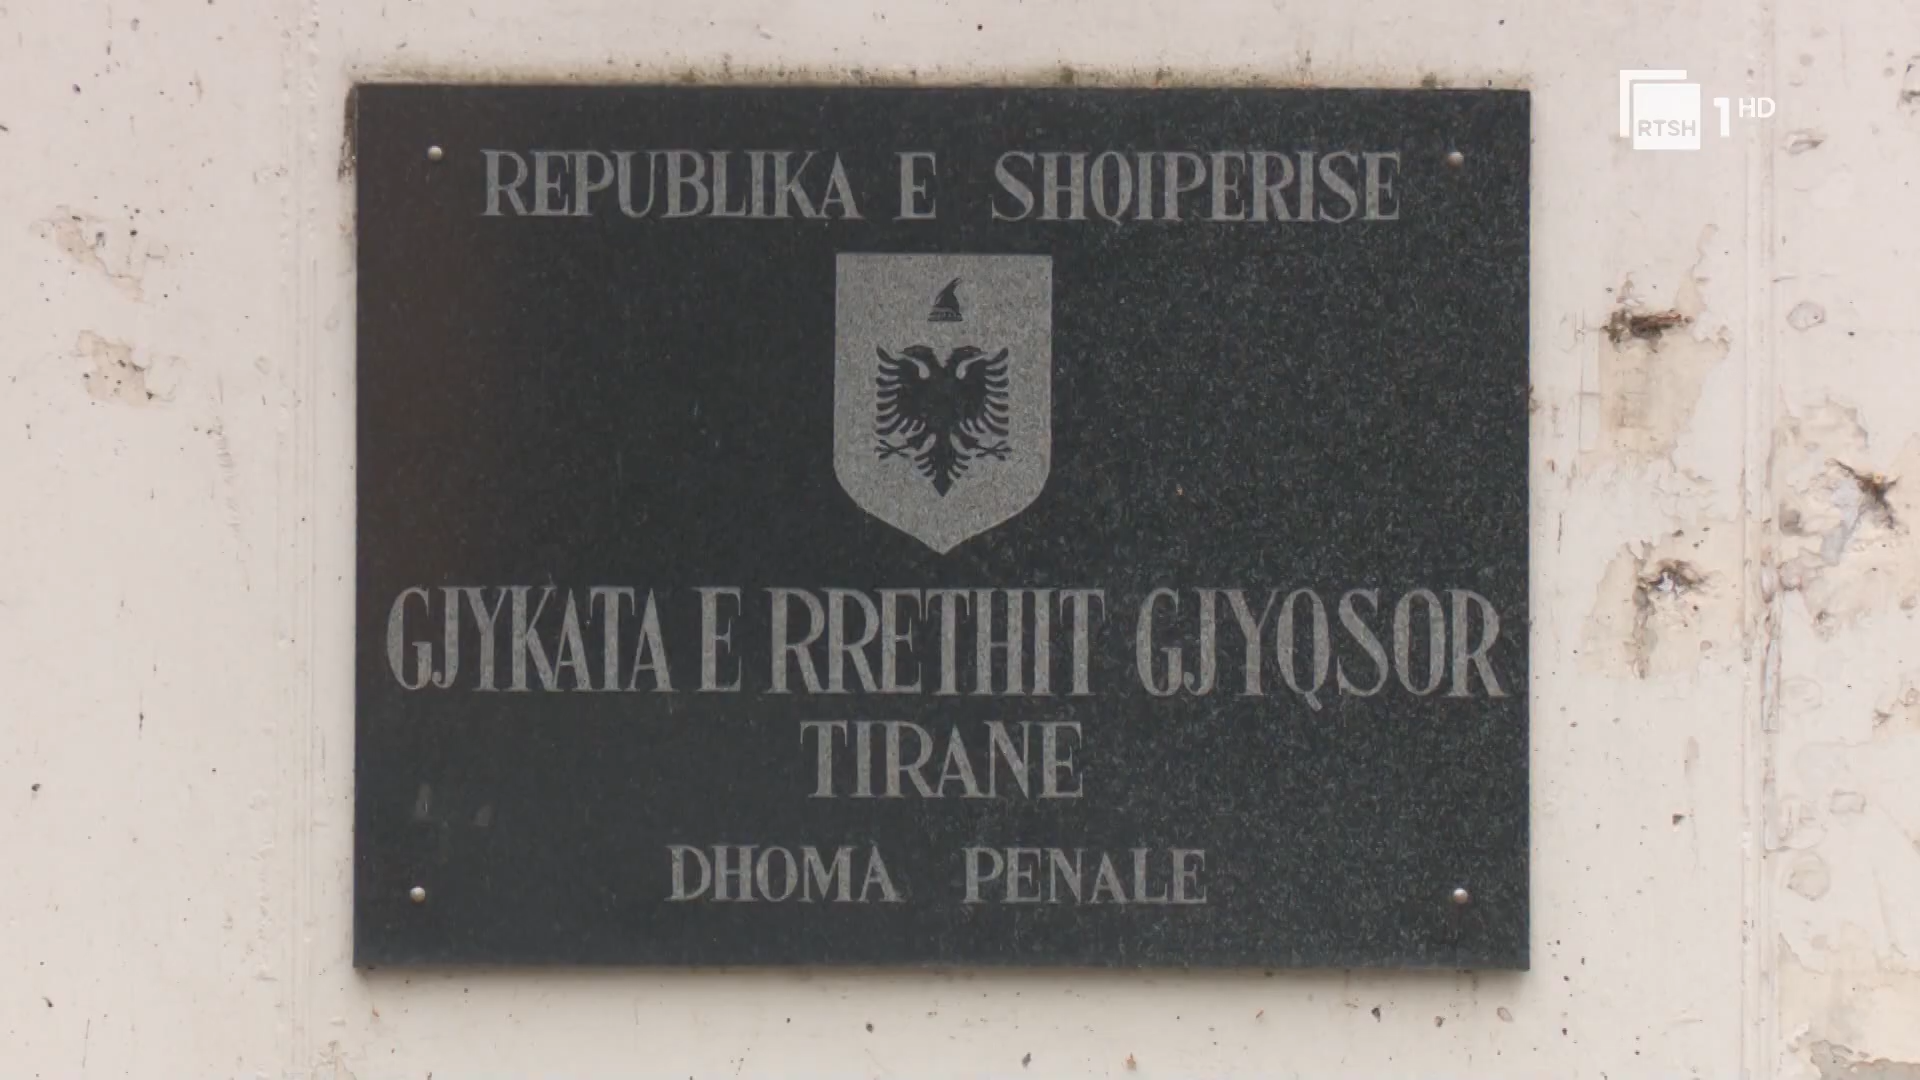 REPUBLIKA E SHQIPERISE
GJYKATA E RRETHIT GJYQSOR
TIRANE
DHOMA PENALE
RTSH 1 HD